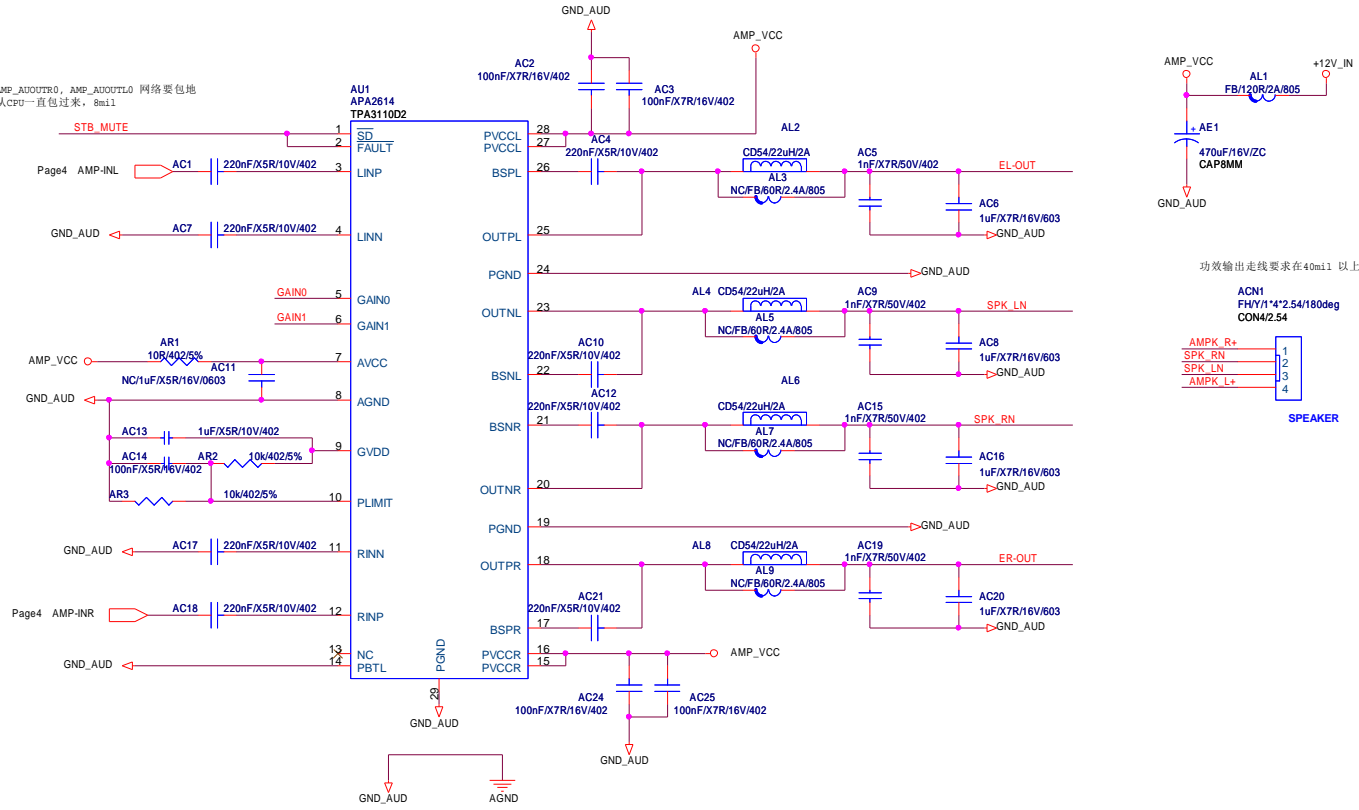 AMP_AUOUTR0, AMP_AUOUTL0 网络要包地
从CPU一直包过来, 8mil
AU1
APA2614
TPA3110D2
STB_MUTE
1
SD
2
FAULT
Page4 AMP-INL
AC1
220nF/X5R/10V/402
3
LINP
GND_AUD
AC7
220nF/X5R/10V/402
4
LINN
GAIN0
5
GAIN0
GAIN1
6
GAIN1
AR1
10R/402/5%
AMP_VCC
7
AVCC
AC11
NC/1uF/X5R/16V/0603
GND_AUD
8
AGND
AC13
1uF/X5R/10V/402
9
GVDD
AC14
100nF/X5R/16V/402
AR2
10k/402/5%
AR3
10k/402/5%
10
PLIMIT
GND_AUD
AC17
220nF/X5R/10V/402
11
RINN
Page4 AMP-INR
AC18
220nF/X5R/10V/402
12
RINP
13
NC
GND_AUD
14
PBTL
PGND
29
GND_AUD
GND_AUD
AGND
GND_AUD
AC2
100nF/X7R/16V/402
AC3
100nF/X7R/16V/402
AMP_VCC
PVCCL
28
PVCCL
27
AC4
220nF/X5R/10V/402
BSPL
26
AL2
CD54/22uH/2A
AL3
NC/FB/60R/2.4A/805
AC5
1nF/X7R/50V/402
EL-OUT
AC6
1uF/X7R/16V/603
GND_AUD
OUTPL
25
PGND
24
GND_AUD
OUTNL
23
AL4
CD54/22uH/2A
AL5
NC/FB/60R/2.4A/805
AC9
1nF/X7R/50V/402
SPK_LN
AC8
1uF/X7R/16V/603
GND_AUD
AC10
220nF/X5R/10V/402
BSNL
22
AC12
220nF/X5R/10V/402
BSNR
21
AL6
CD54/22uH/2A
AL7
NC/FB/60R/2.4A/805
AC15
1nF/X7R/50V/402
SPK_RN
AC16
1uF/X7R/16V/603
GND_AUD
OUTNR
20
PGND
19
GND_AUD
OUTPR
18
AL8
CD54/22uH/2A
AL9
NC/FB/60R/2.4A/805
AC19
1nF/X7R/50V/402
ER-OUT
AC20
1uF/X7R/16V/603
GND_AUD
AC21
220nF/X5R/10V/402
BSPR
17
PVCCR
16
PVCCR
15
AMP_VCC
AC24
100nF/X7R/16V/402
AC25
100nF/X7R/16V/402
GND_AUD
AMP_VCC
AL1
FB/120R/2A/805
+12V_IN
+
AE1
470uF/16V/ZC
CAP8MM
GND_AUD
功效输出走线要求在40mil 以上
ACN1
FH/Y/1*4*2.54/180deg
CON4/2.54
AMPK_R+
1
SPK_RN
2
SPK_LN
3
AMPK_L+
4
SPEAKER